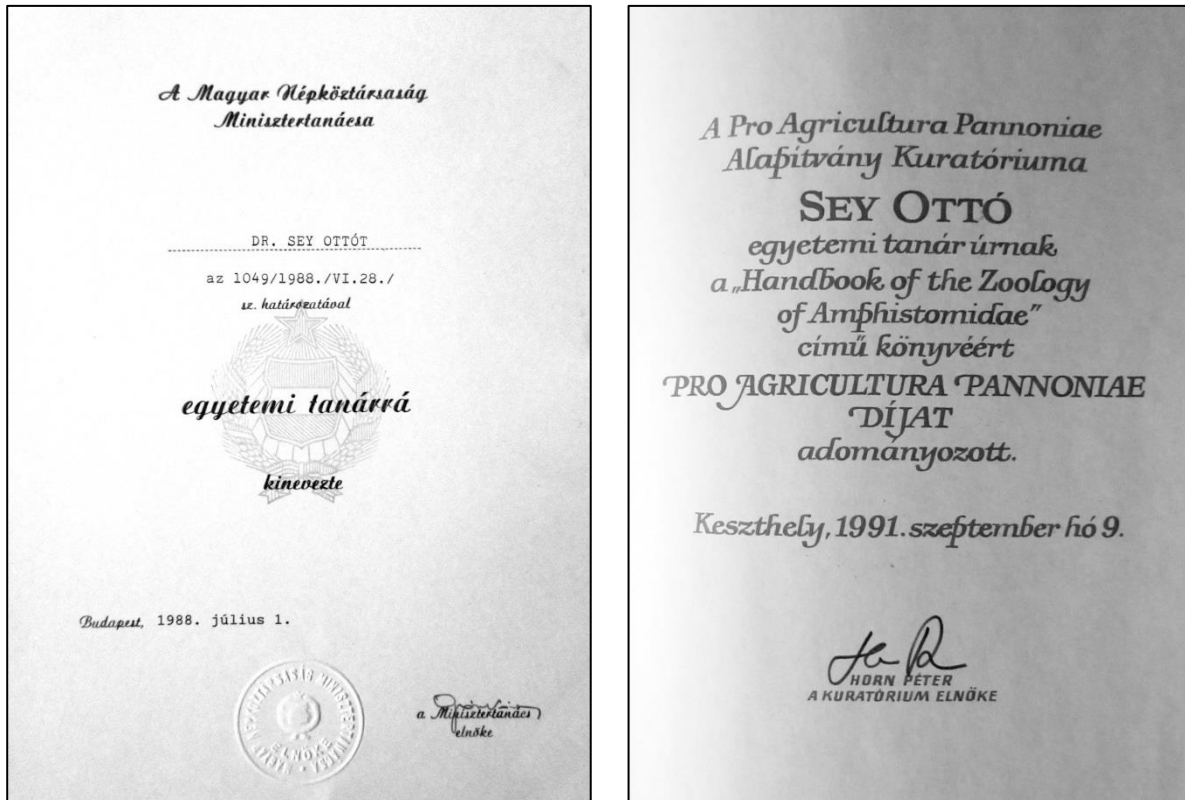 A Magyar Népköztársaság
Minisztertanácsa
DR. SEY OTTÓT
az 1049/1988./VI.28./
sz. határozatával
egyetemi tanárrá
kinevezte
Budapest, 1988. július 1.
ELNÖKE
a Minisztertanács
elnöke
A Pro Agricultura Pannoniae
Alapítvány Kuratóriuma
SEY OTTÓ
egyetemi tanár úrnak
a „Handbook of the Zoology
of Amphistomidae”
című könyvéért
PRO AGRICULTURA PANNONIAE
DÍJAT
adományozott.
Keszthely, 1991. szeptember hó 9.
HORN PÉTER
A KURATÓRIUM ELNÖKE